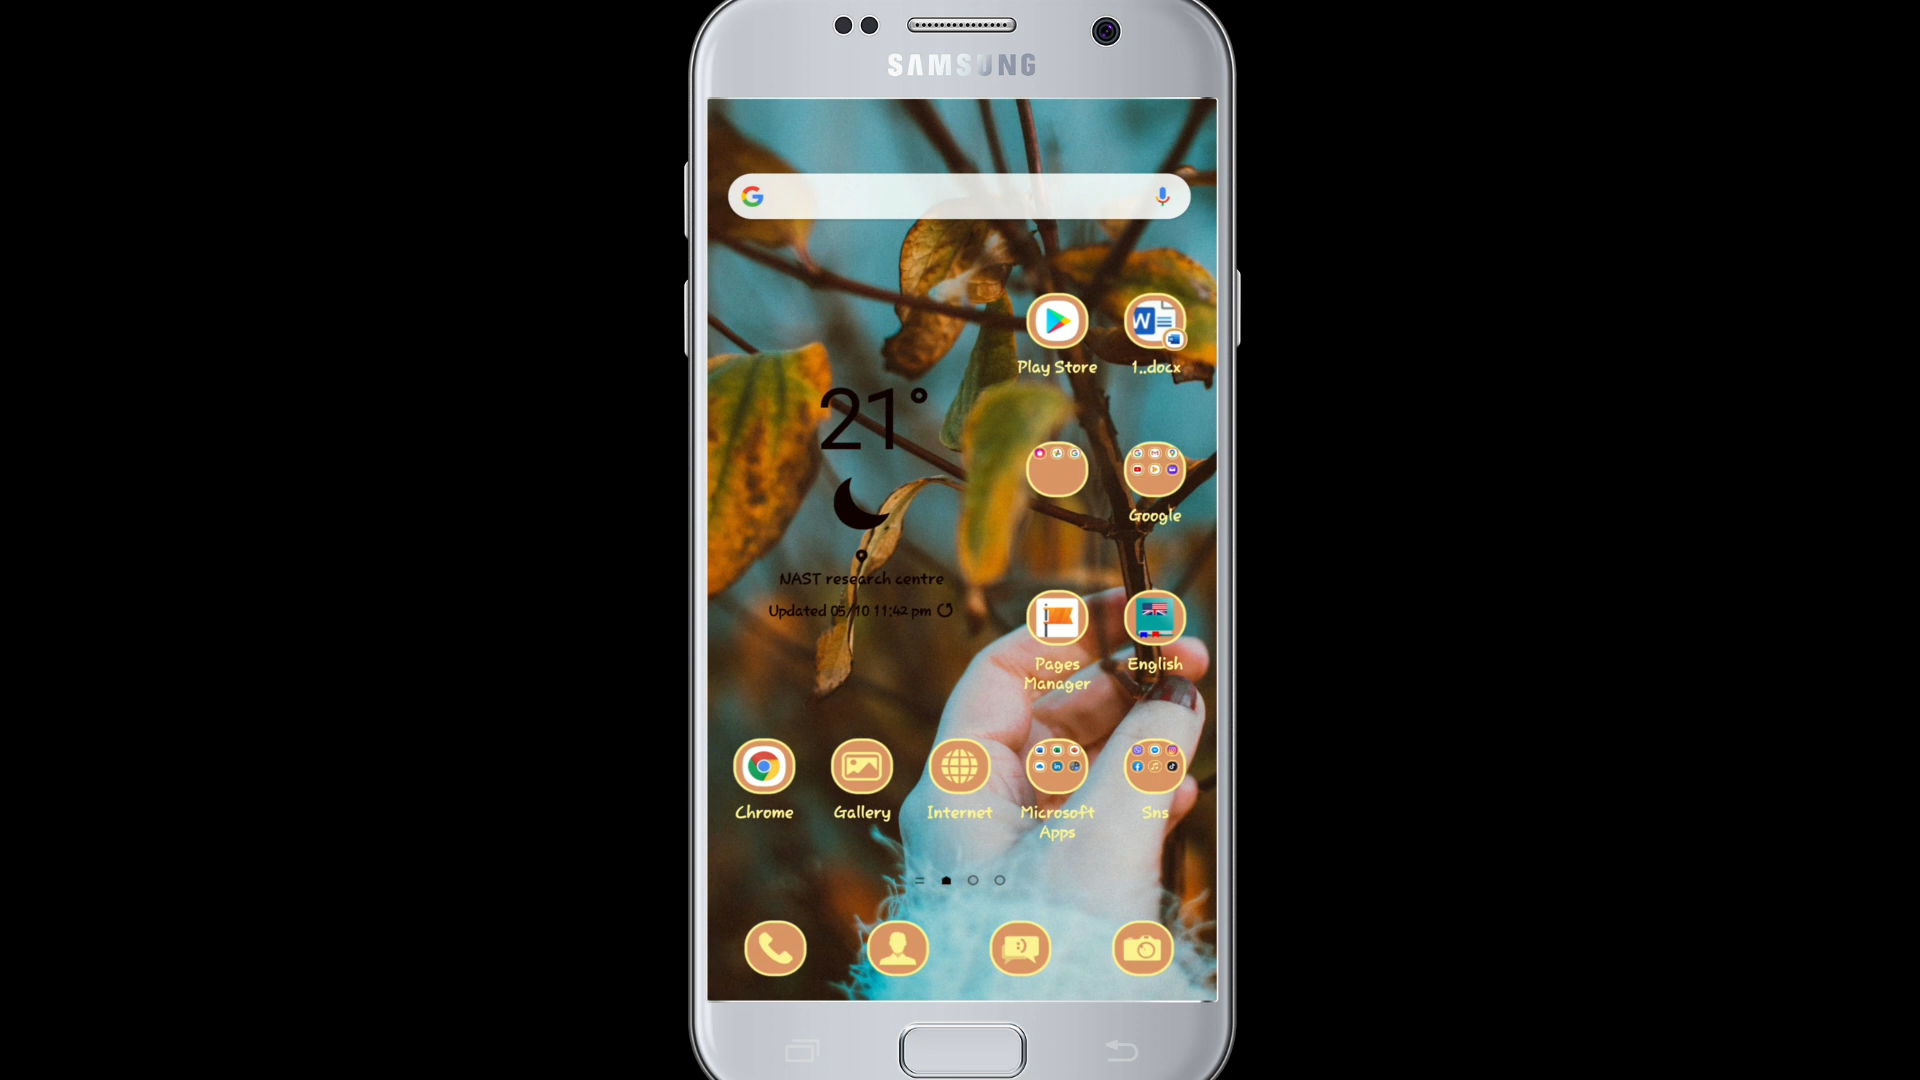 SAMSUNG
Play Store
1..docx
21°
Google
NAST research centre
Updated 05/10 11:42 pm
Pages
Manager
English
Chrome
Gallery
Internet
Microsoft
Apps
Sns